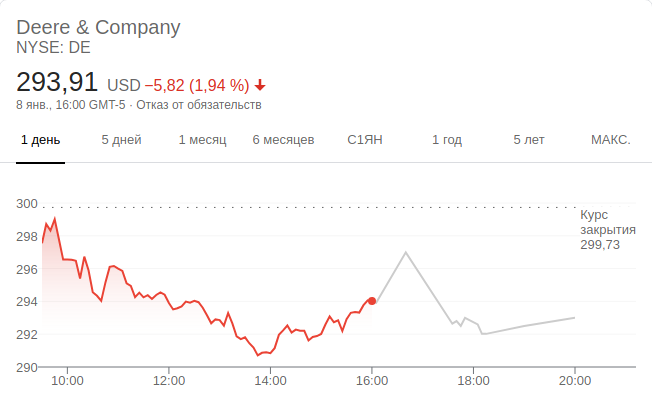 Deere & Company
NYSE: DE
293,91 USD −5,82 (1,94 %)
8 янв., 16:00 GMT-5 · Отказ от обязательств
1 день 5 дней 1 месяц 6 месяцев С1ЯН 1 год 5 лет МАКС.
300
Курс
закрытия
299,73
298
296
294
292
290
10:00 12:00 14:00 16:00 18:00 20:00